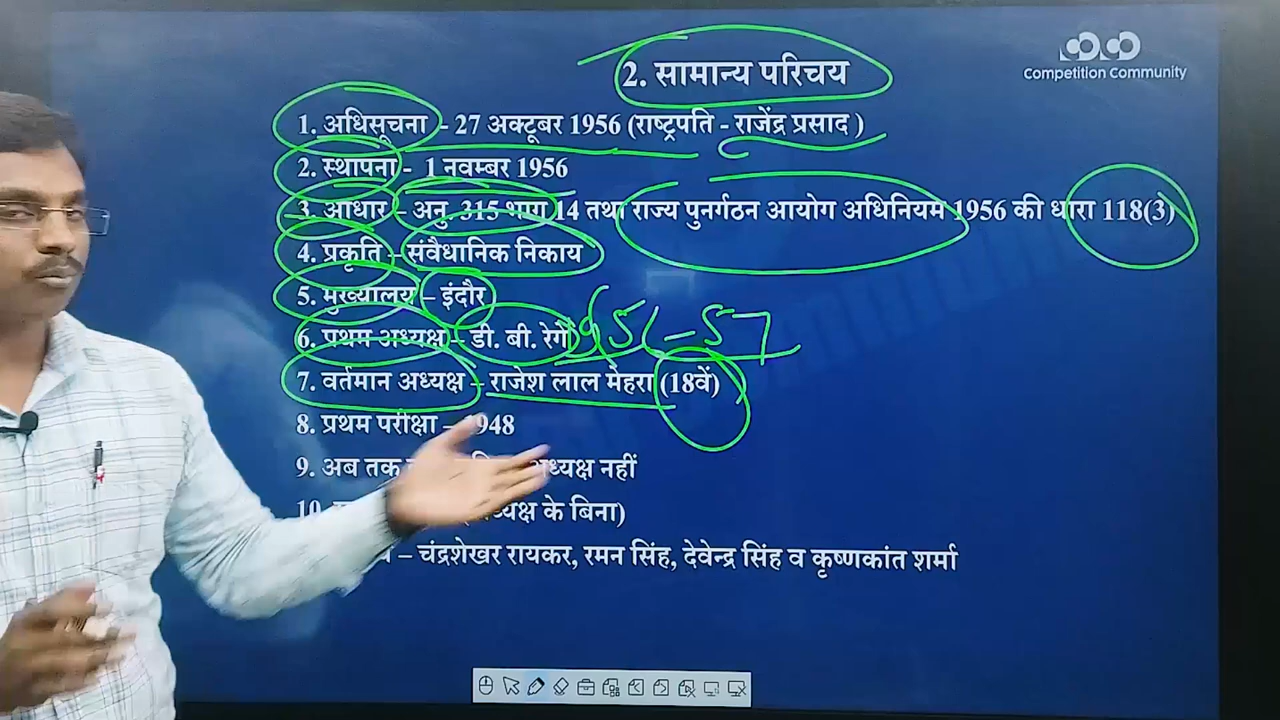 Competition Community
2. सामान्य परिचय
1. अधिसूचना - 27 अक्टूबर 1956 (राष्ट्रपति - राजेंद्र प्रसाद )
2. स्थापना - 1 नवम्बर 1956
3. आधार – अनु. 315 भाग 14 तथा राज्य पुनर्गठन आयोग अधिनियम 1956 की धारा 118(3)
4. प्रकृति – संवैधानिक निकाय
5. मुख्यालय – इंदौर
6. प्रथम अध्यक्ष – डी. बी. रेगे 956-57
7. वर्तमान अध्यक्ष – राजेश लाल मेहरा (18वें)
8. प्रथम परीक्षा – 1948
9. अब तक अध्यक्ष नहीं
10. के बिना)
– चंद्रशेखर रायकर, रमन सिंह, देवेन्द्र सिंह व कृष्णकांत शर्मा